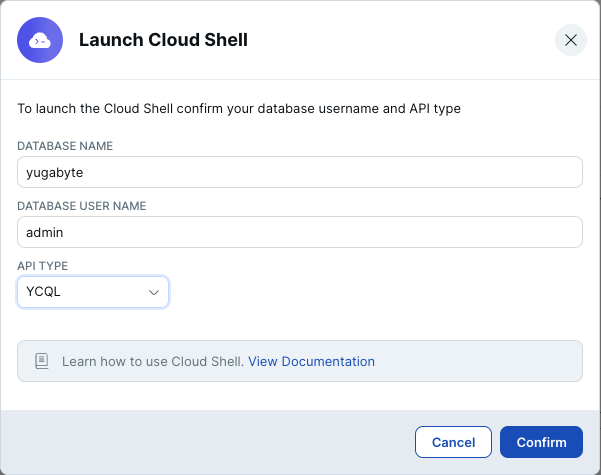 Launch Cloud Shell
To launch the Cloud Shell confirm your database username and API type
DATABASE NAME
yugabyte
DATABASE USER NAME
admin
API TYPE
YCQL
Learn how to use Cloud Shell. View Documentation
Cancel
Confirm